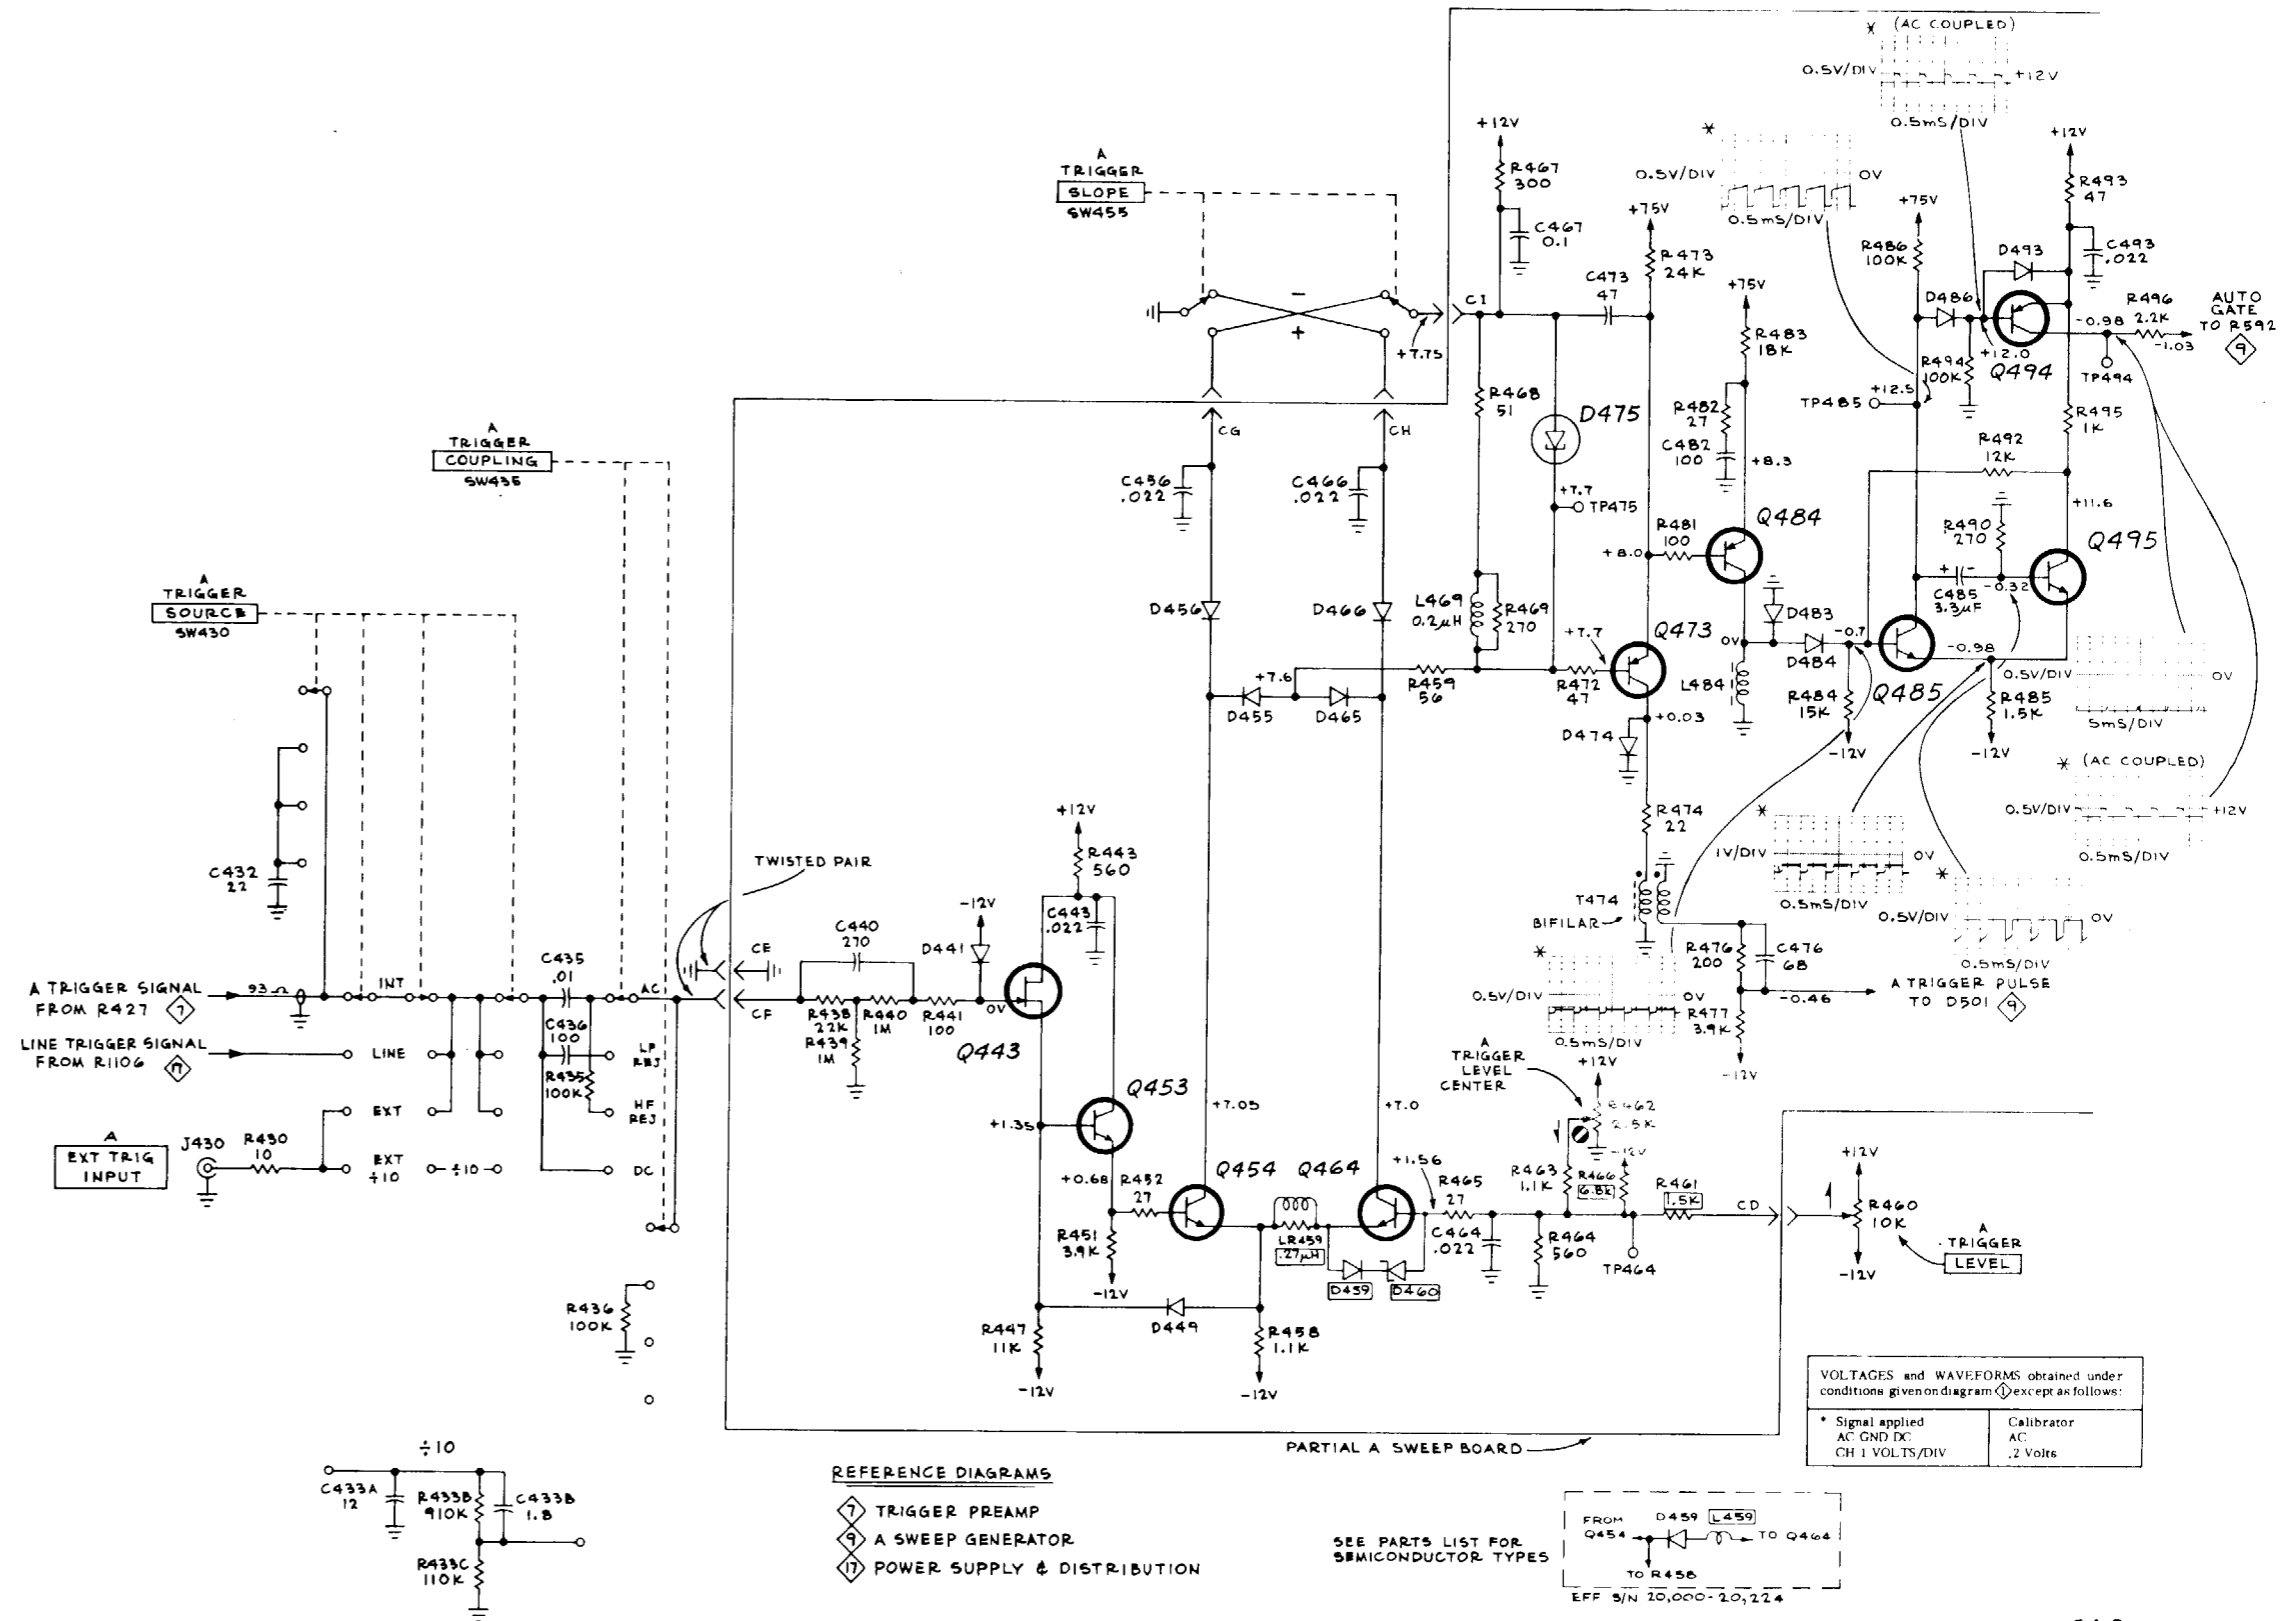 * (AC COUPLED)
0.5V/DIV
+12V
0.5mS/DIV
+12V
R467
300
C467
0.1
*
0.5V/DIV
0V
0.5mS/DIV
+75V
R473
24K
C473
47
+75V
R483
18K
R482
27
C482
100
+8.3
+75V
R486
100K
D486
D493
+12V
R493
47
C493
.022
R496
2.2K
-0.98
-1.03
AUTO
GATE
TO R592
9
TP494
R494
100K
+12.0
Q494
+12.5
TP485
R495
1K
R492
12K
+11.6
R490
270
Q495
+
-
C485
3.3µF
-0.32
A
TRIGGER
SLOPE
SW455
-
+
+7.75
CI
R468
51
D475
+7.7
TP475
CG
CH
C456
.022
C466
.022
D456
D466
L469
0.2µH
R469
270
+7.7
R472
47
Q473
R481
100
+8.0
Q484
D483
0V
D484
-0.7
L484
R484
15K
-12V
Q485
-0.98
R485
1.5K
-12V
0.5V/DIV
0V
5mS/DIV
* (AC COUPLED)
0.5V/DIV
+12V
0.5mS/DIV
*
1V/DIV
0V
0.5mS/DIV
*
0.5V/DIV
0V
0.5mS/DIV
+7.6
D455
D465
R459
56
D474
+0.03
R474
22
T474
BIFILAR
R476
200
C476
68
*
0.5V/DIV
0V
0.5mS/DIV
R477
3.9K
-12V
-0.46
A TRIGGER PULSE
TO D501
9
A
TRIGGER
COUPLING
SW435
A
TRIGGER
SOURCE
SW430
C432
22
TWISTED PAIR
A TRIGGER SIGNAL
FROM R427
7
93Ω
INT
C435
.01
AC
LINE TRIGGER SIGNAL
FROM R1106
17
LINE
C436
100
R435
100K
LF
REJ
HF
REJ
DC
EXT
A
EXT TRIG
INPUT
J430
R430
10
EXT
÷10
÷10
R436
100K
CE
CF
C440
270
R438
22K
R439
1M
R440
1M
R441
100
D441
-12V
0V
Q443
+12V
R443
560
C443
.022
+1.35
Q453
+0.68
R452
27
R451
3.9K
-12V
+7.05
Q454
Q464
+7.0
LR459
.27µH
D459
D460
+1.56
R465
27
C464
.022
R464
560
TP464
A
TRIGGER
LEVEL
CENTER
+12V
R462
2.5K
R463
1.1K
-12V
R466
6.8K
R461
1.5K
CD
+12V
R460
10K
-12V
A
TRIGGER
LEVEL
R447
11K
-12V
D449
R458
1.1K
-12V
PARTIAL A SWEEP BOARD
VOLTAGES and WAVEFORMS obtained under
conditions given on diagram 1 except as follows:
* Signal applied
AC GND DC
CH 1 VOLTS/DIV
Calibrator
AC
.2 Volts
÷10
C433A
12
R433B
910K
C433B
1.8
R433C
110K
REFERENCE DIAGRAMS
7 TRIGGER PREAMP
9 A SWEEP GENERATOR
17 POWER SUPPLY & DISTRIBUTION
SEE PARTS LIST FOR
SEMICONDUCTOR TYPES
FROM
Q454
D459
L459
TO Q464
TO R458
EFF S/N 20,000-20,224